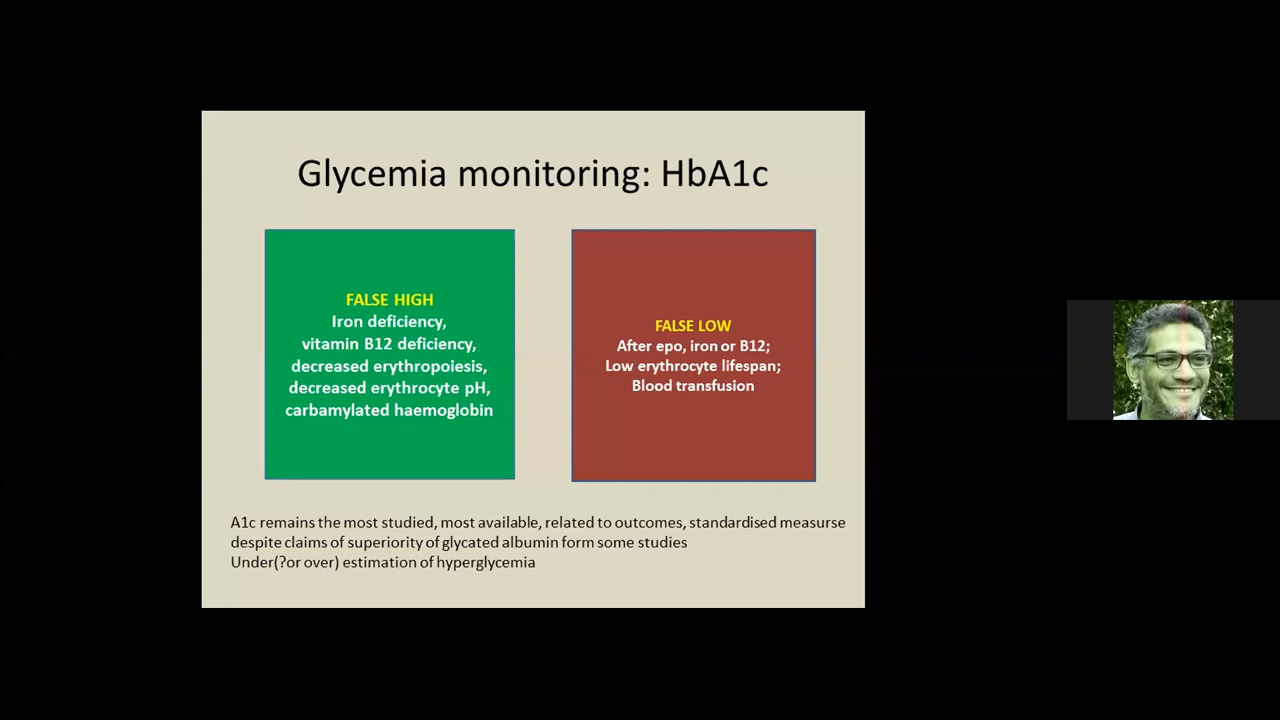 Glycemia monitoring: HbA1c
FALSE HIGH
Iron deficiency,
vitamin B12 deficiency,
decreased erythropoiesis,
decreased erythrocyte pH,
carbamylated haemoglobin
FALSE LOW
After epo, iron or B12;
Low erythrocyte lifespan;
Blood transfusion
A1c remains the most studied, most available, related to outcomes, standardised measurse
despite claims of superiority of glycated albumin form some studies
Under(?or over) estimation of hyperglycemia